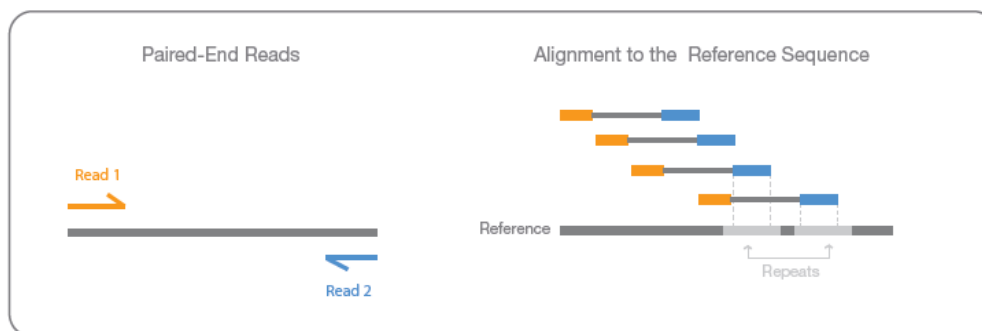 Paired-End Reads
Alignment to the Reference Sequence
Read 1
Read 2
Reference
Repeats